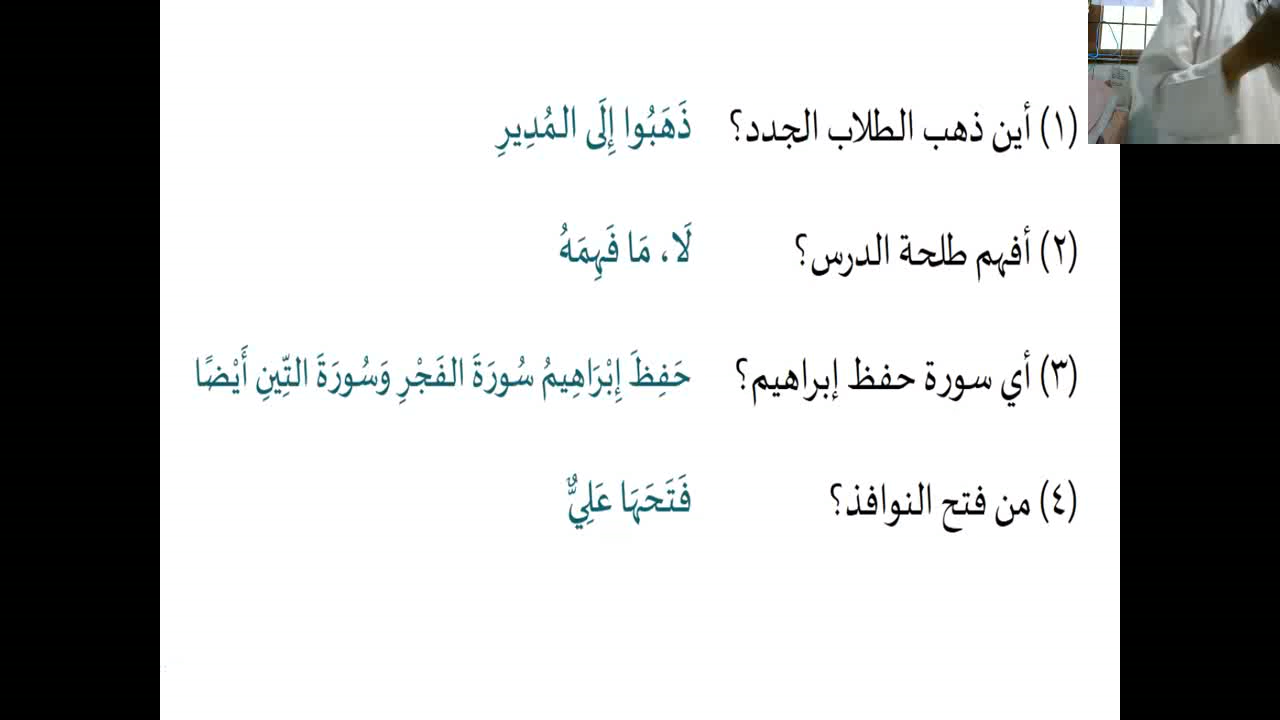 (١) أين ذهب الطلاب الجدد؟ ذَهَبُوا إِلَى المُدِيرِ
(٢) أفهم طلحة الدرس؟ لَا، مَا فَهِمَهُ
(٣) أي سورة حفظ إبراهيم؟ حَفِظَ إِبْرَاهِيمُ سُورَةَ الفَجْرِ وَسُورَةَ التِّينِ أَيْضًا
(٤) من فتح النوافذ؟ فَتَحَهَا عَلِيٌّ